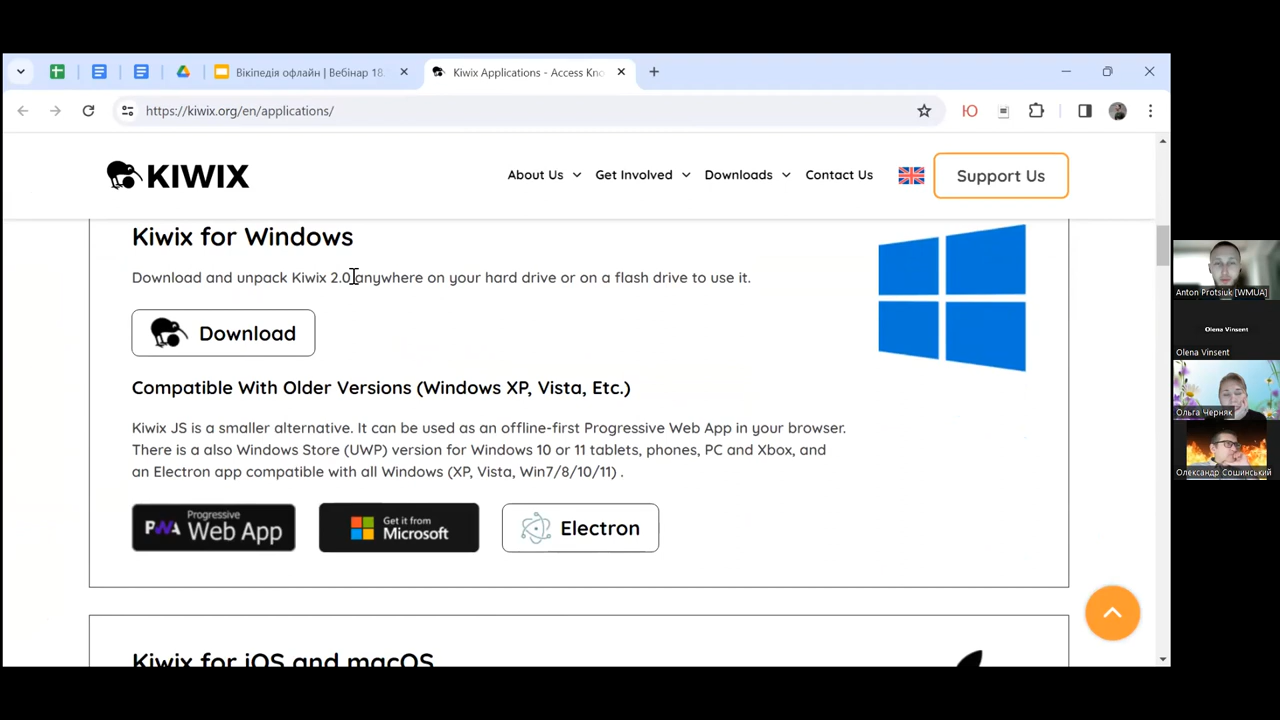 Вікіпедія офлайн | Вебінар 18.
Kiwix Applications - Access Kno
https://kiwix.org/en/applications/
Ю
KIWIX
About Us
Get Involved
Downloads
Contact Us
Support Us
Kiwix for Windows
Download and unpack Kiwix 2.0 anywhere on your hard drive or on a flash drive to use it.
Download
Compatible With Older Versions (Windows XP, Vista, Etc.)
Kiwix JS is a smaller alternative. It can be used as an offline-first Progressive Web App in your browser.
There is a also Windows Store (UWP) version for Windows 10 or 11 tablets, phones, PC and Xbox, and
an Electron app compatible with all Windows (XP, Vista, Win7/8/10/11) .
Progressive
PWA Web App
Get it from
Microsoft
Electron
Kiwix for iOS and macOS
Anton Protsiuk [WMUA]
Olena Vinsent
Olena Vinsent
Ольга Черняк
Олександр Сошинський